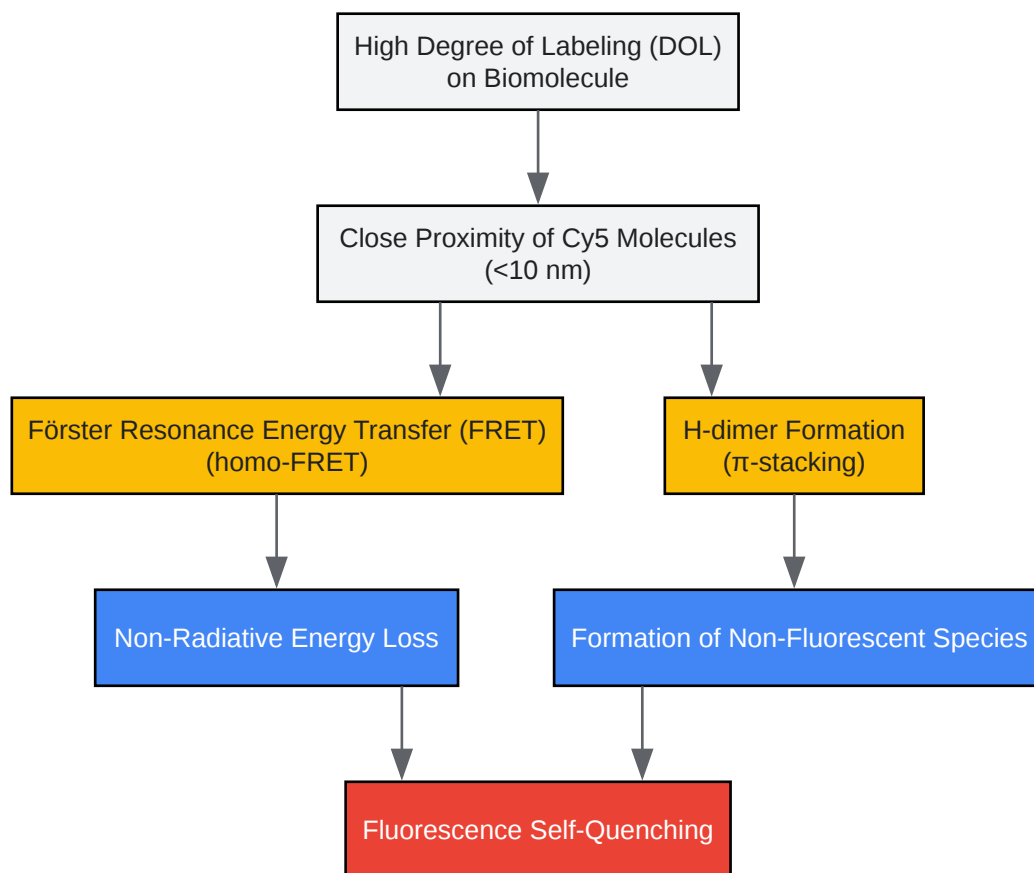 High Degree of Labeling (DOL)
on Biomolecule
Close Proximity of Cy5 Molecules
(<10 nm)
Förster Resonance Energy Transfer (FRET)
(homo-FRET)
H-dimer Formation
(π-stacking)
Non-Radiative Energy Loss
Formation of Non-Fluorescent Species
Fluorescence Self-Quenching